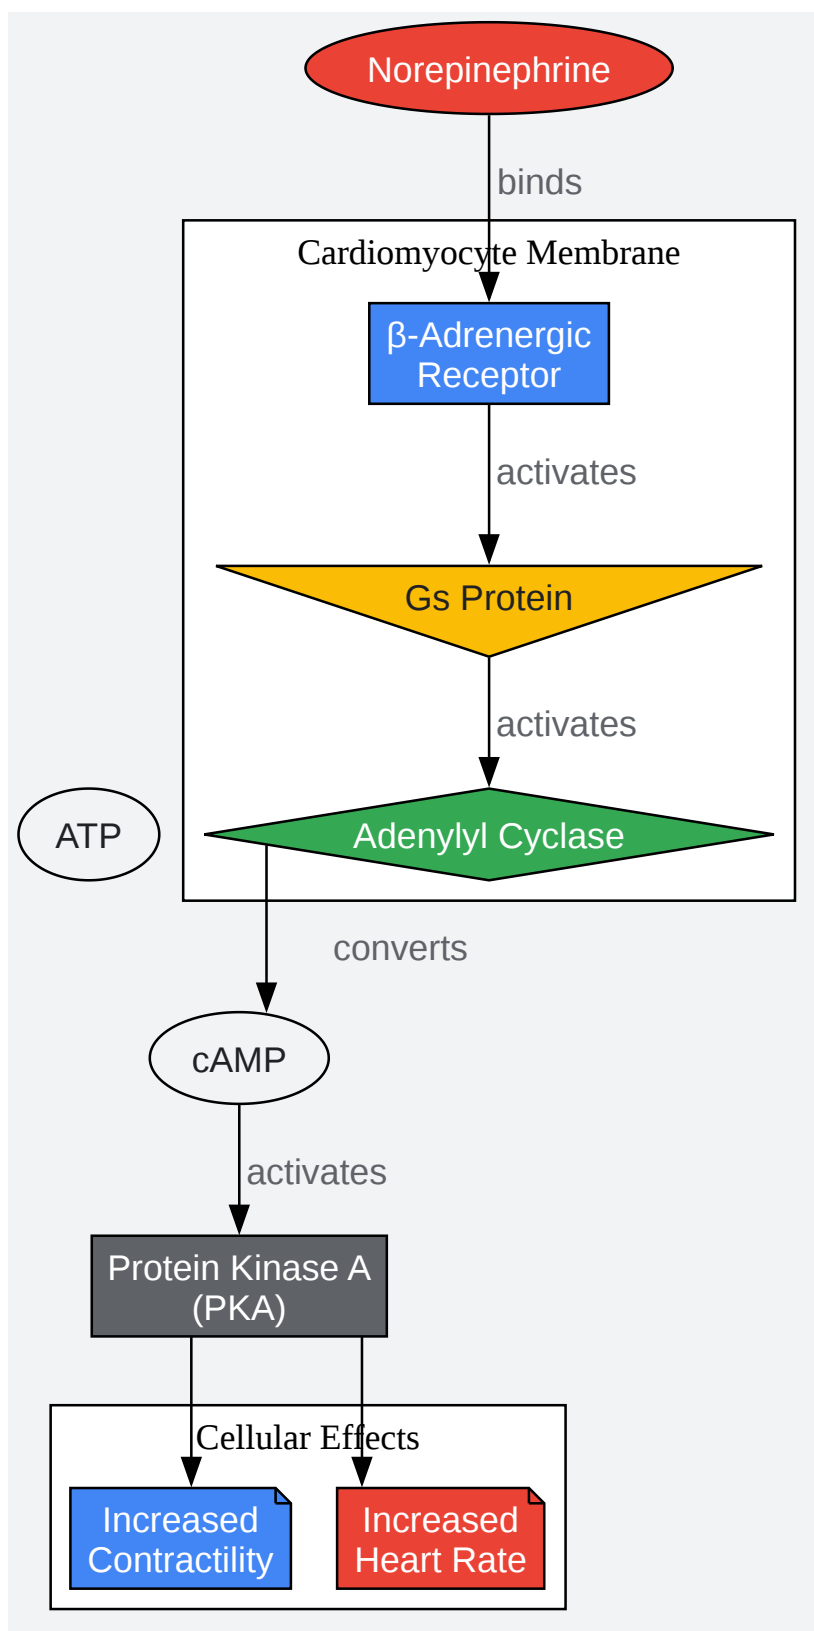 Norepinephrine
binds
Cardiomyocyte Membrane
β-Adrenergic
Receptor
activates
Gs Protein
activates
ATP
Adenylyl Cyclase
converts
cAMP
activates
Protein Kinase A
(PKA)
Cellular Effects
Increased
Contractility
Increased
Heart Rate